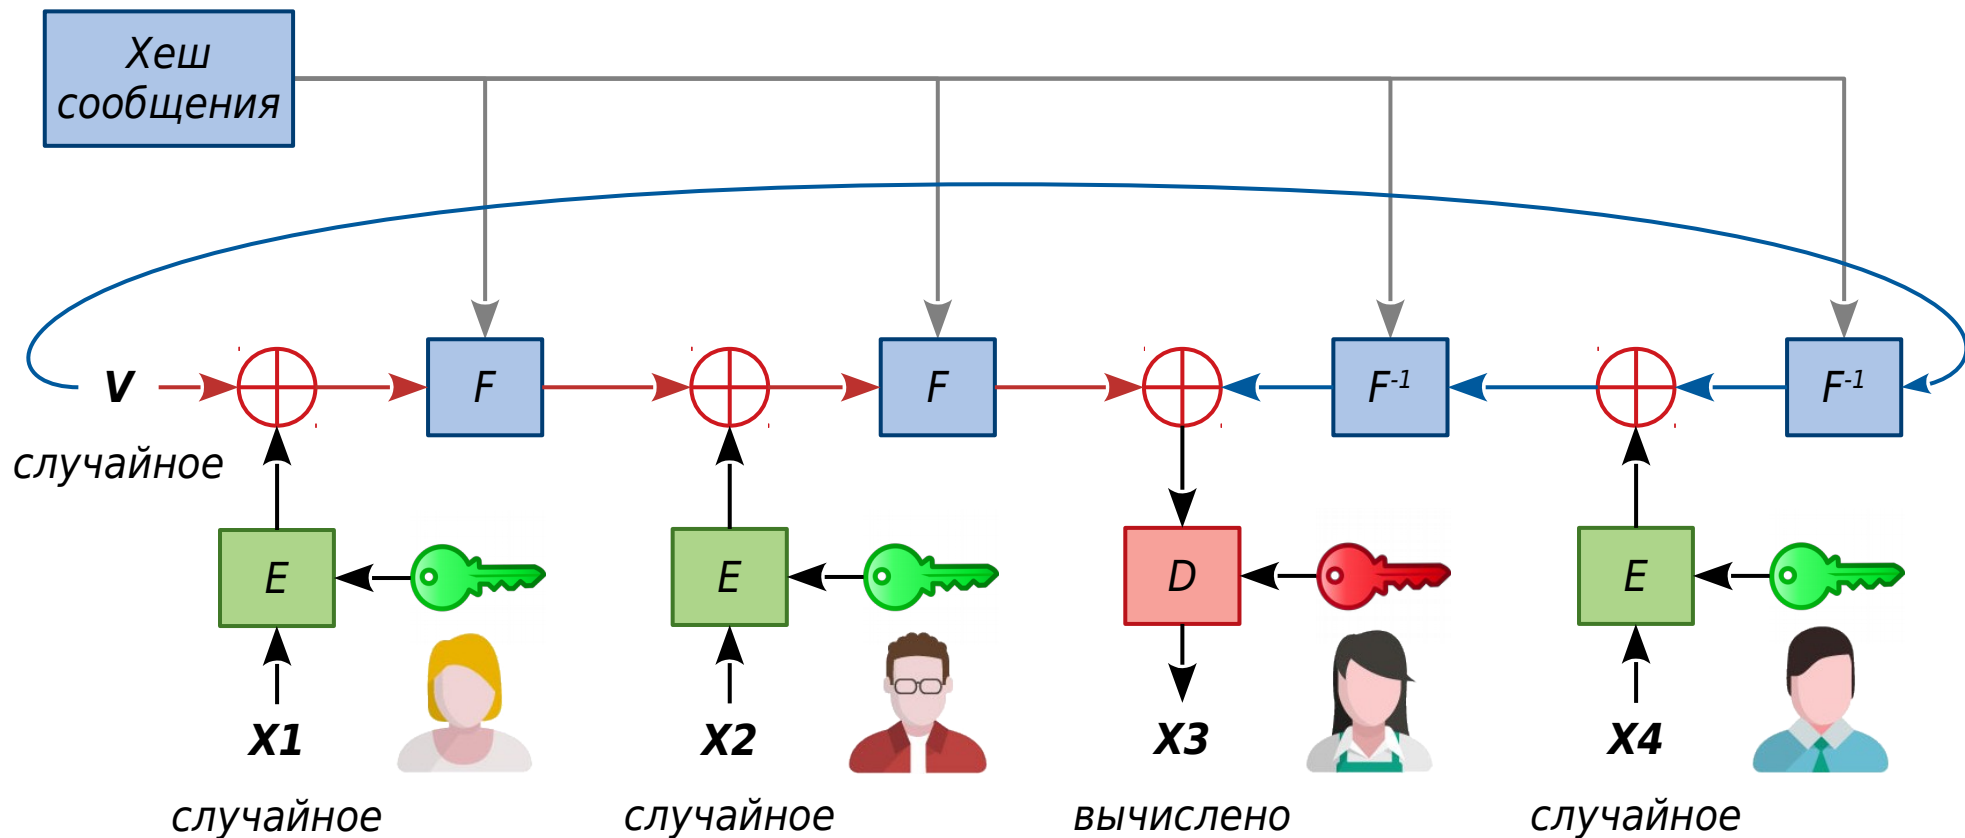 Хеш
сообщения
V
F
F
F-1
F-1
случайное
E
E
D
E
X1
X2
X3
X4
случайное
случайное
вычислено
случайное